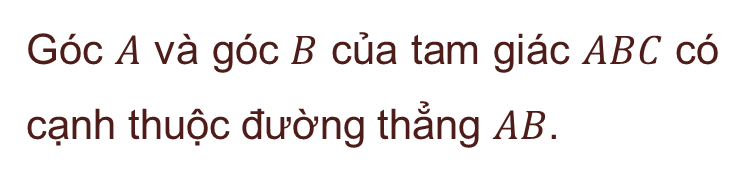 Góc A và góc B của tam giác ABC có
cạnh thuộc đường thẳng AB.